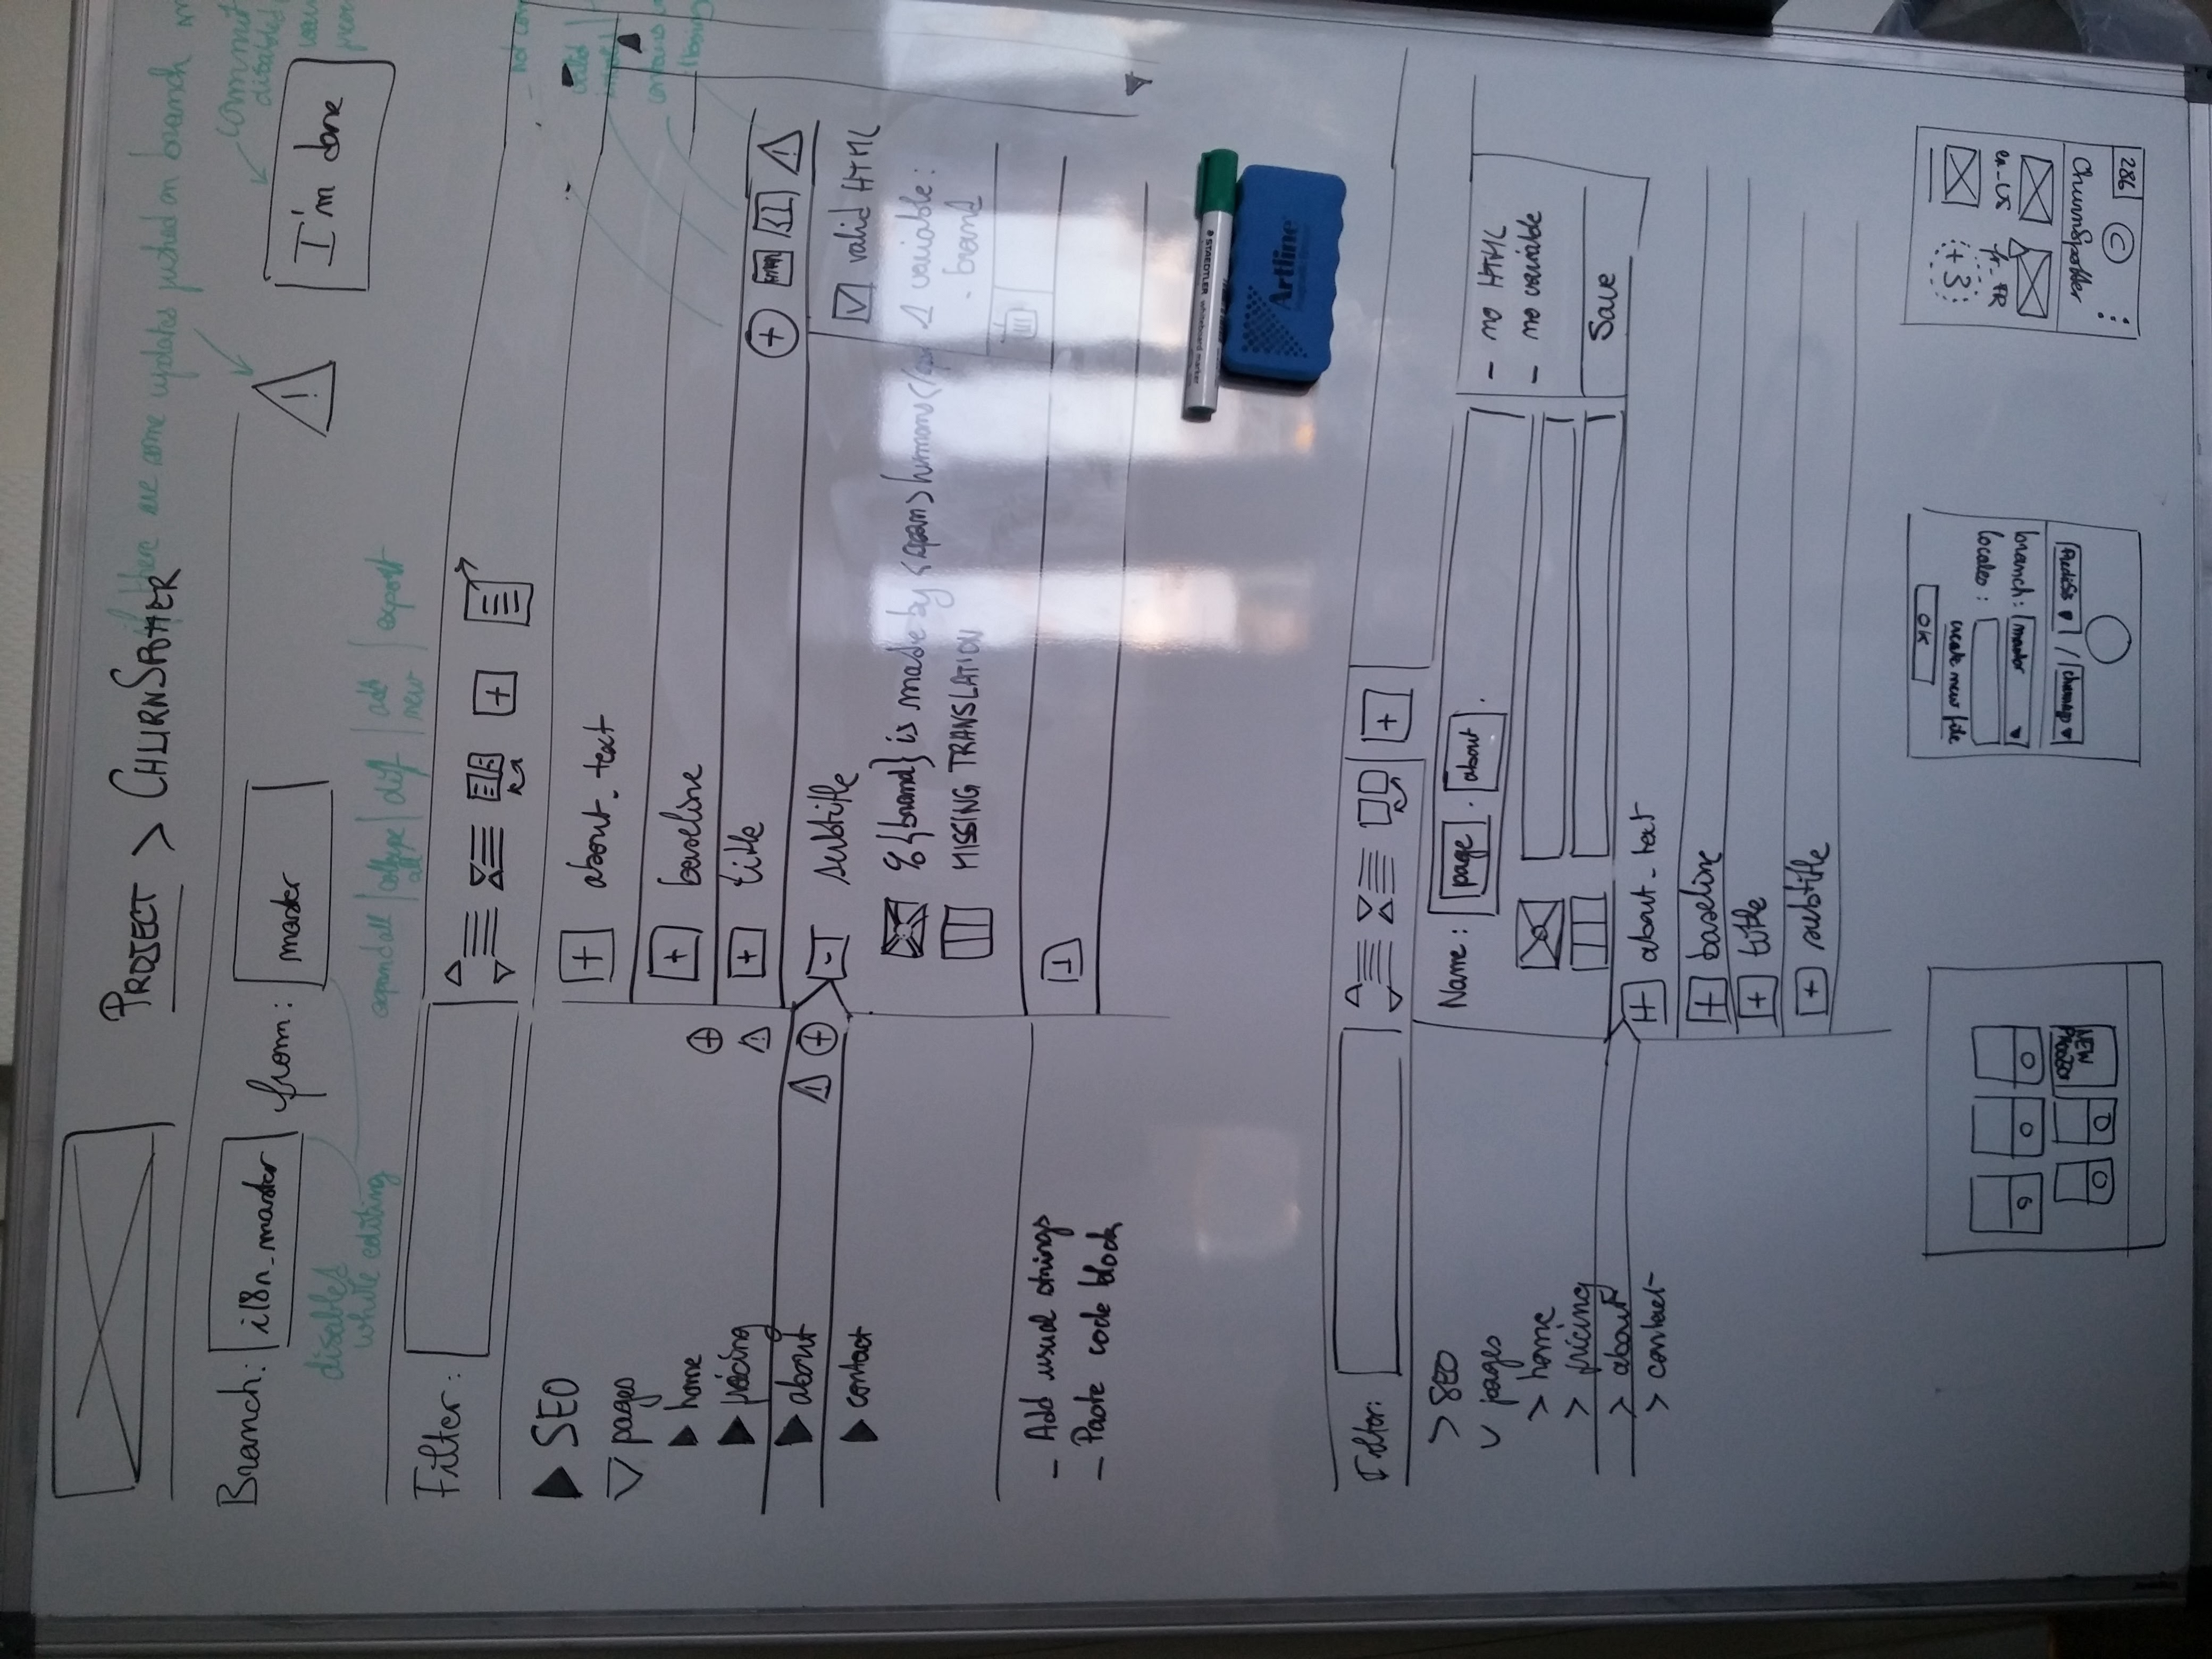 PROJECT > CHURNSPOTTER
if there are some updates pushed on branch
Branch: i18n_master from: master
I'm done
commit
disabled
disabled
while editing
expand all | collapse all | diff | add new | export
Filter:
SEO
pages
home
pricing
about
contact
- Add usual strings
- Paste code block
+ about_text
+ baseline
+ title
- subtitle
%{brand} is made by <span>humans</
MISSING TRANSLATION
not com
valid
contains
valid HTML
1 variable:
. brand
STAEDTLER whiteboard marker
Artline
Filter:
> SEO
pages
> home
> pricing
> about
> contact
Name: page . about .
- no HTML
- no variable
Save
+ about_text
+ baseline
+ title
+ subtitle
NEW
branch: master
locales:
create new file
OK
286
C
ChurnSpotter
en-US
fr-FR
+3